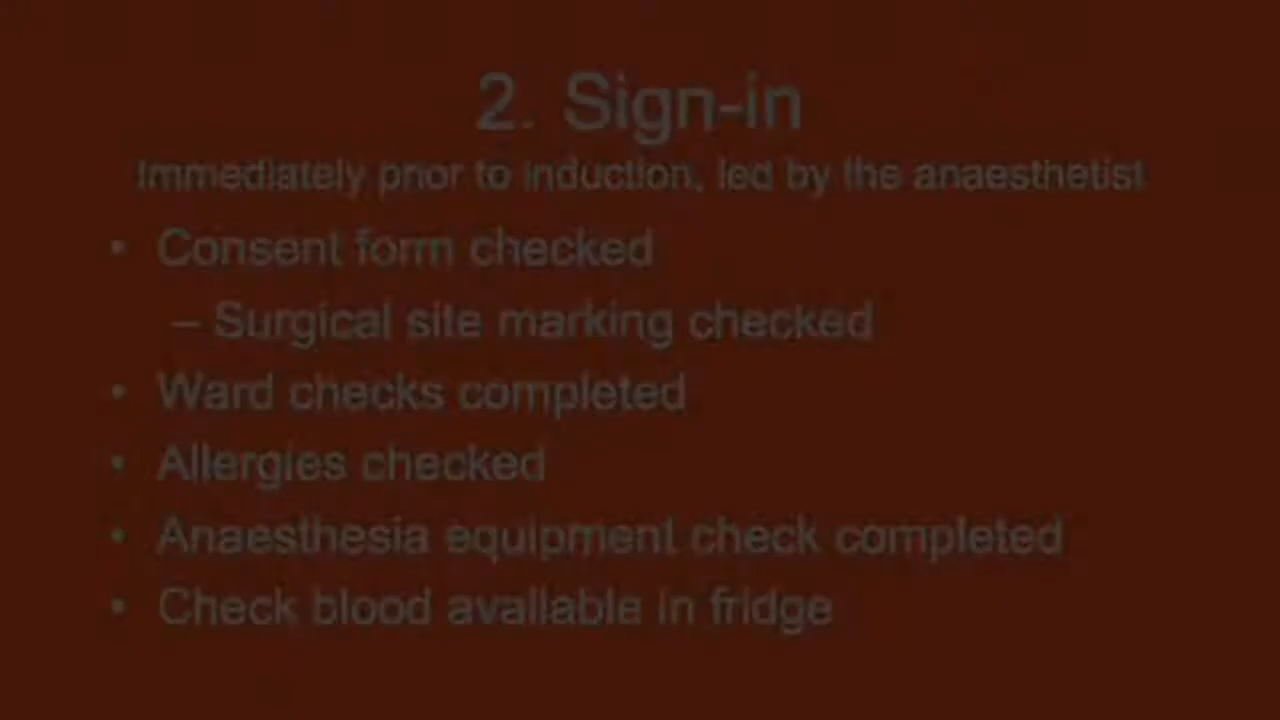 2. Sign-in
Immediately prior to induction, led by the anaesthetist
• Consent form checked
– Surgical site marking checked
• Ward checks completed
• Allergies checked
• Anaesthesia equipment check completed
• Check blood available in fridge